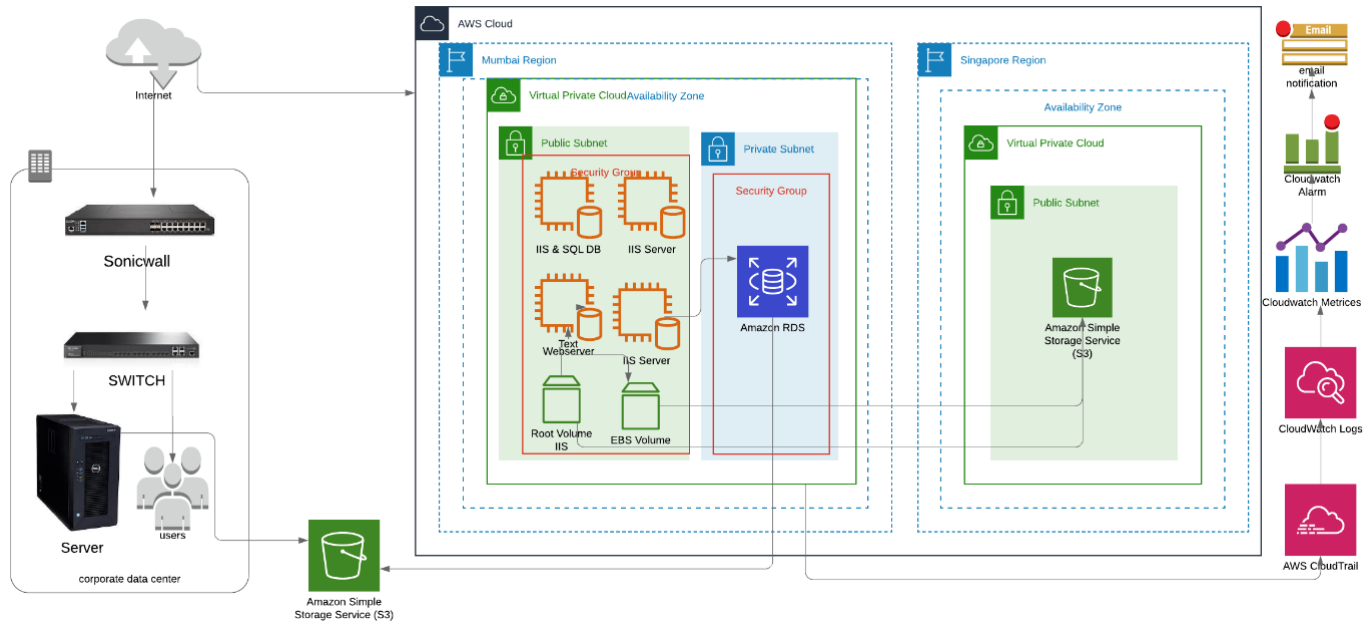 Internet
Sonicwall
SWITCH
Server
users
corporate data center
Amazon Simple
Storage Service (S3)
AWS Cloud
Mumbai Region
Virtual Private Cloud
Availability Zone
Public Subnet
Security Group
IIS & SQL DB
IIS Server
Text
Webserver
IIS Server
Root Volume
IIS
EBS Volume
Private Subnet
Security Group
Amazon RDS
Singapore Region
Availability Zone
Virtual Private Cloud
Public Subnet
Amazon Simple
Storage Service
(S3)
Email
email
notification
Cloudwatch
Alarm
Cloudwatch Metrices
CloudWatch Logs
AWS CloudTrail